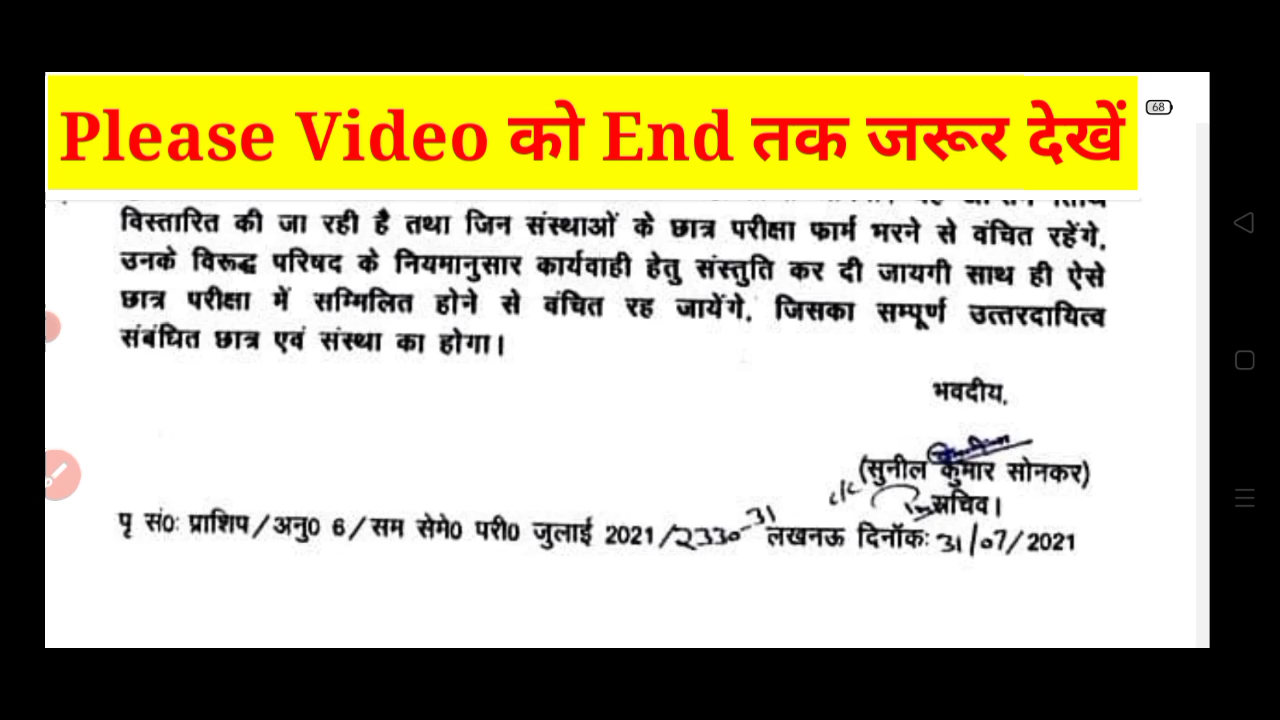 Please Video को End तक जरूर देखें
68
विस्तारित की जा रही है तथा जिन संस्थाओं के छात्र परीक्षा फार्म भरने से वंचित रहेंगे,
उनके विरूद्ध परिषद के नियमानुसार कार्यवाही हेतु संस्तुति कर दी जायगी साथ ही ऐसे
छात्र परीक्षा में सम्मिलित होने से वंचित रह जायेंगे, जिसका सम्पूर्ण उत्तरदायित्व
संबंधित छात्र एवं संस्था का होगा।
भवदीय,
(सुनील कुमार सोनकर)
सचिव।
पृ सं0: प्राशिप/अनु0 6/सम सेमे0 परी0 जुलाई 2021/2330-31 लखनऊ दिनॉक: 31/07/2021